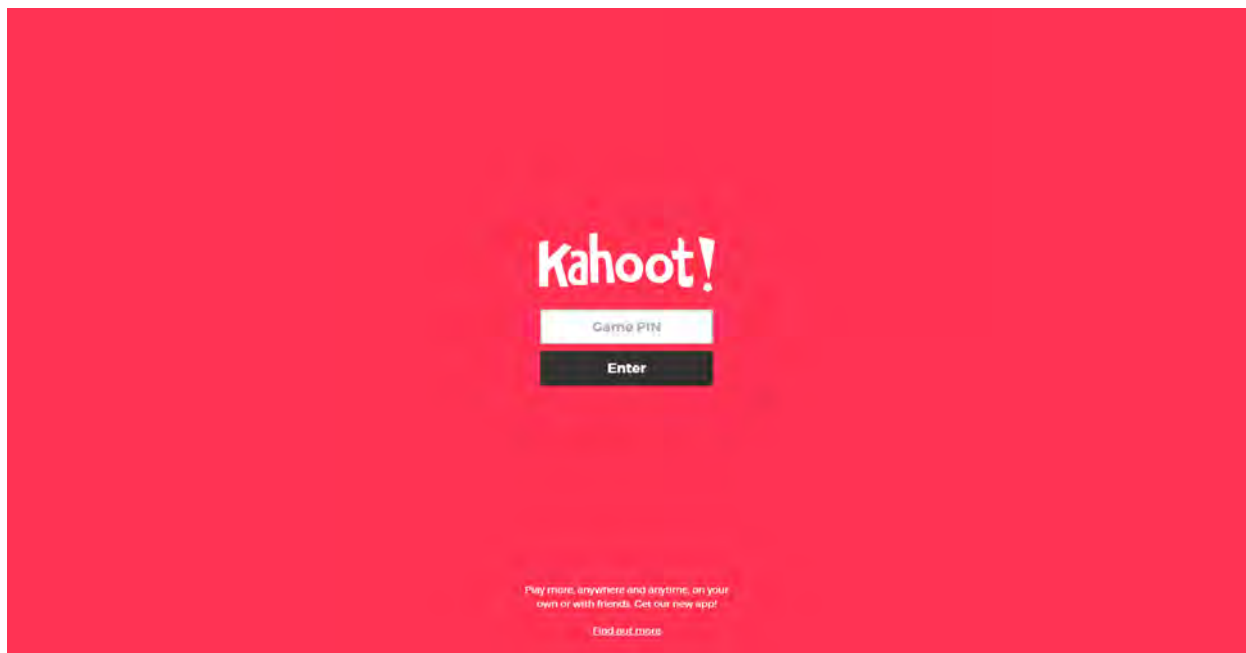 Kahoot!
Game PIN
Enter
Play more, anywhere and anytime, on your
own or with friends. Get our new app!
Find out more